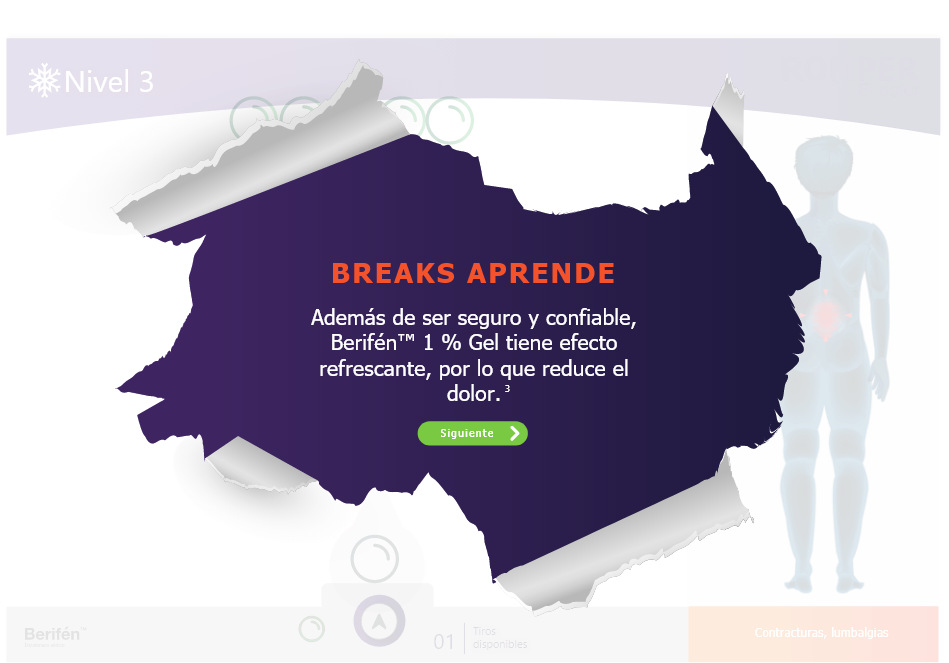 Nivel 3
BREAKS APRENDE
Además de ser seguro y confiable,
Berifén™ 1 % Gel tiene efecto
refrescante, por lo que reduce el
dolor.³
Siguiente
Berifén™
01
Tiros
disponibles
Contracturas, lumbalgias